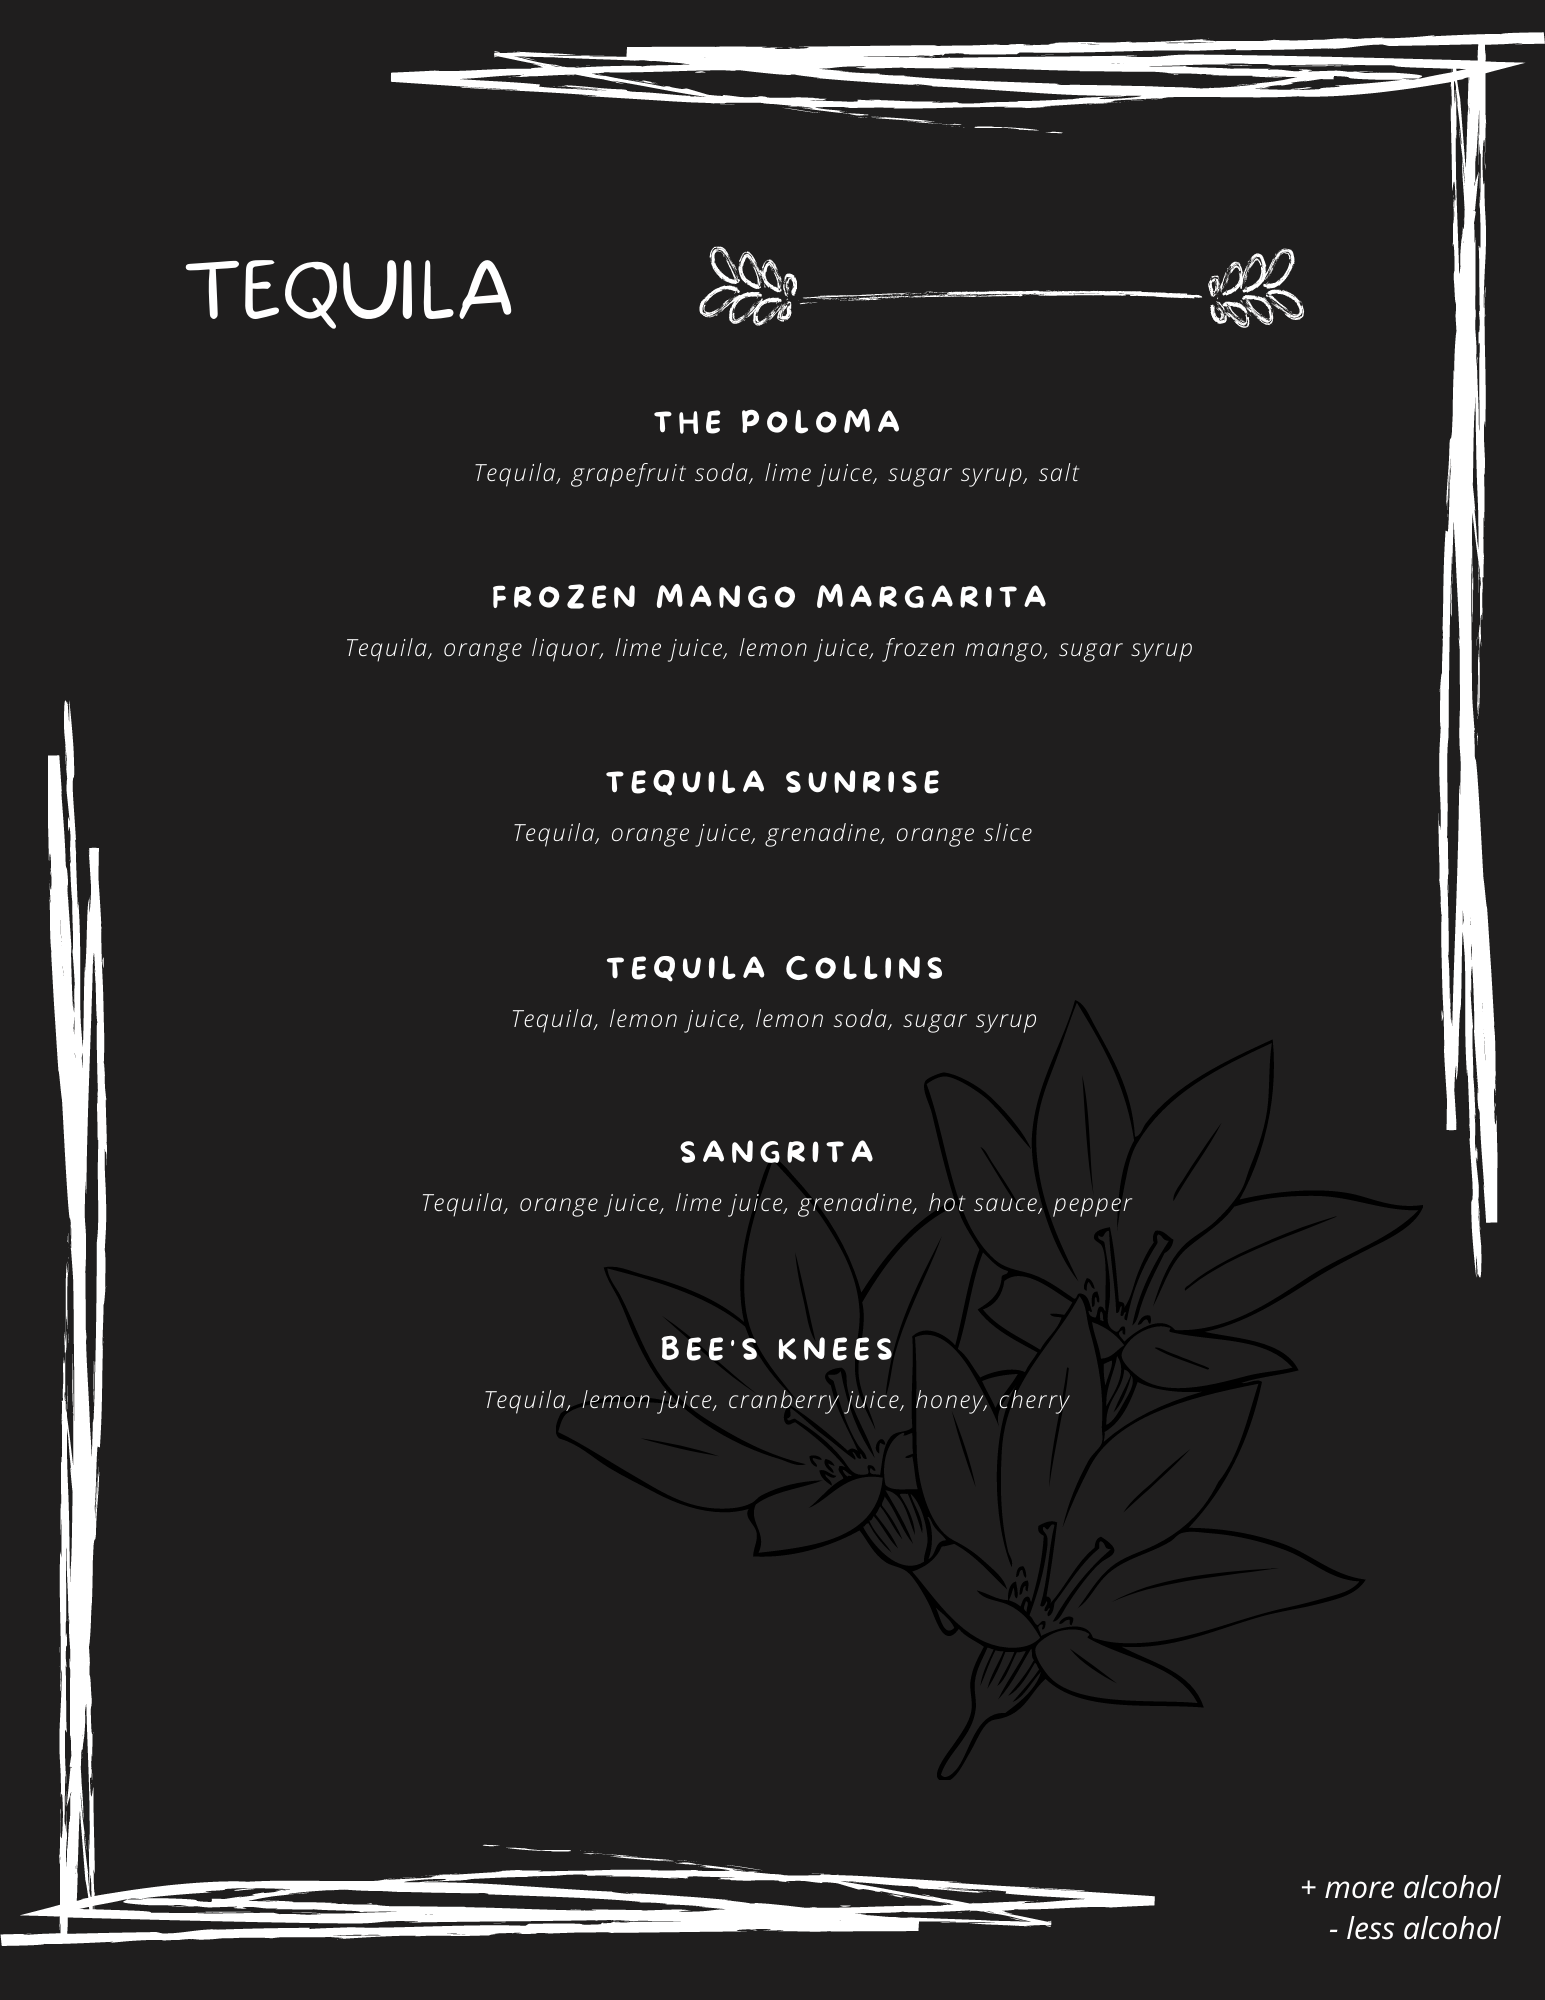 TEQUILA
THE POLOMA
Tequila, grapefruit soda, lime juice, sugar syrup, salt
FROZEN MANGO MARGARITA
Tequila, orange liquor, lime juice, lemon juice, frozen mango, sugar syrup
TEQUILA SUNRISE
Tequila, orange juice, grenadine, orange slice
TEQUILA COLLINS
Tequila, lemon juice, lemon soda, sugar syrup
SANGRITA
Tequila, orange juice, lime juice, grenadine, hot sauce, pepper
BEE'S KNEES
Tequila, lemon juice, cranberry juice, honey, cherry
+ more alcohol
- less alcohol